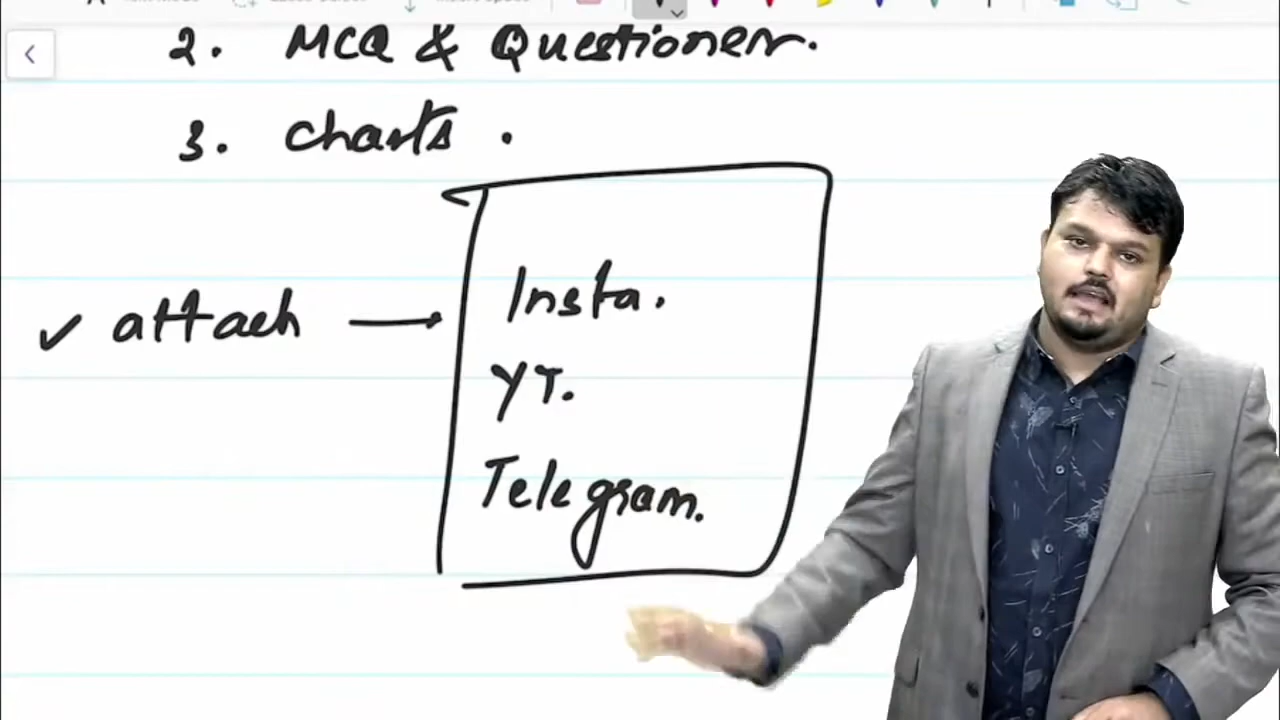 2. MCQ & Questioner.
3. Charts.
✓ attach → Insta.
YT.
Telegram.